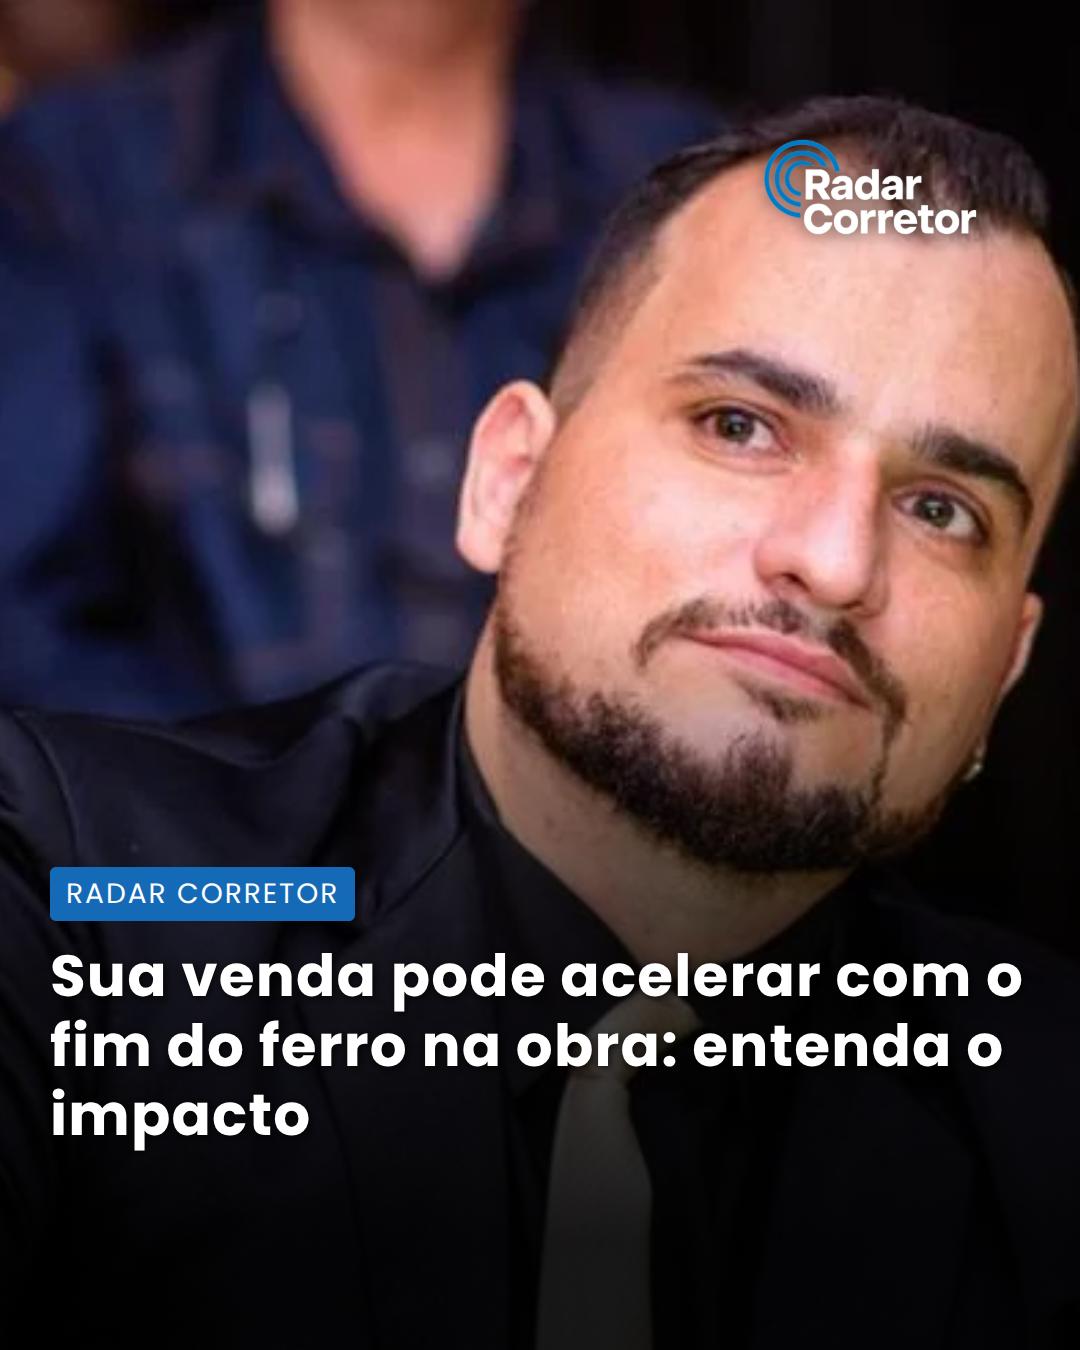 Radar
Corretor
RADAR CORRETOR
Sua venda pode acelerar com o
fim do ferro na obra: entenda o
impacto